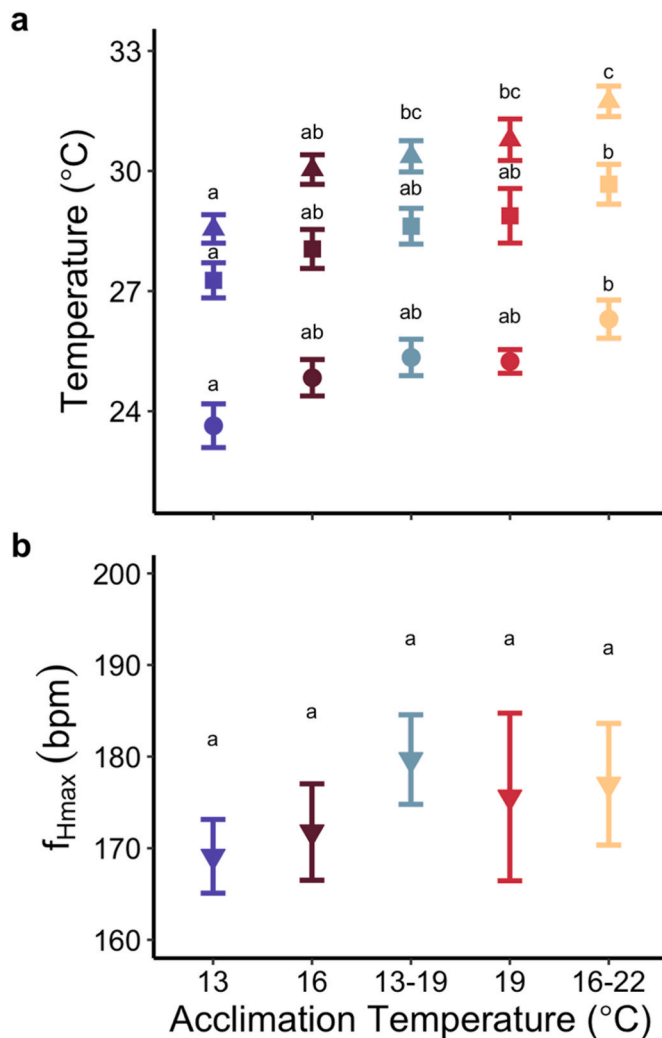 a
33
30
27
24
Temperature (°C)
a
a
a
ab
ab
ab
bc
ab
ab
bc
ab
ab
c
b
b
b
200
190
180
170
160
fHmax (bpm)
a
a
a
a
a
13 16 13-19 19 16-22
Acclimation Temperature (°C)